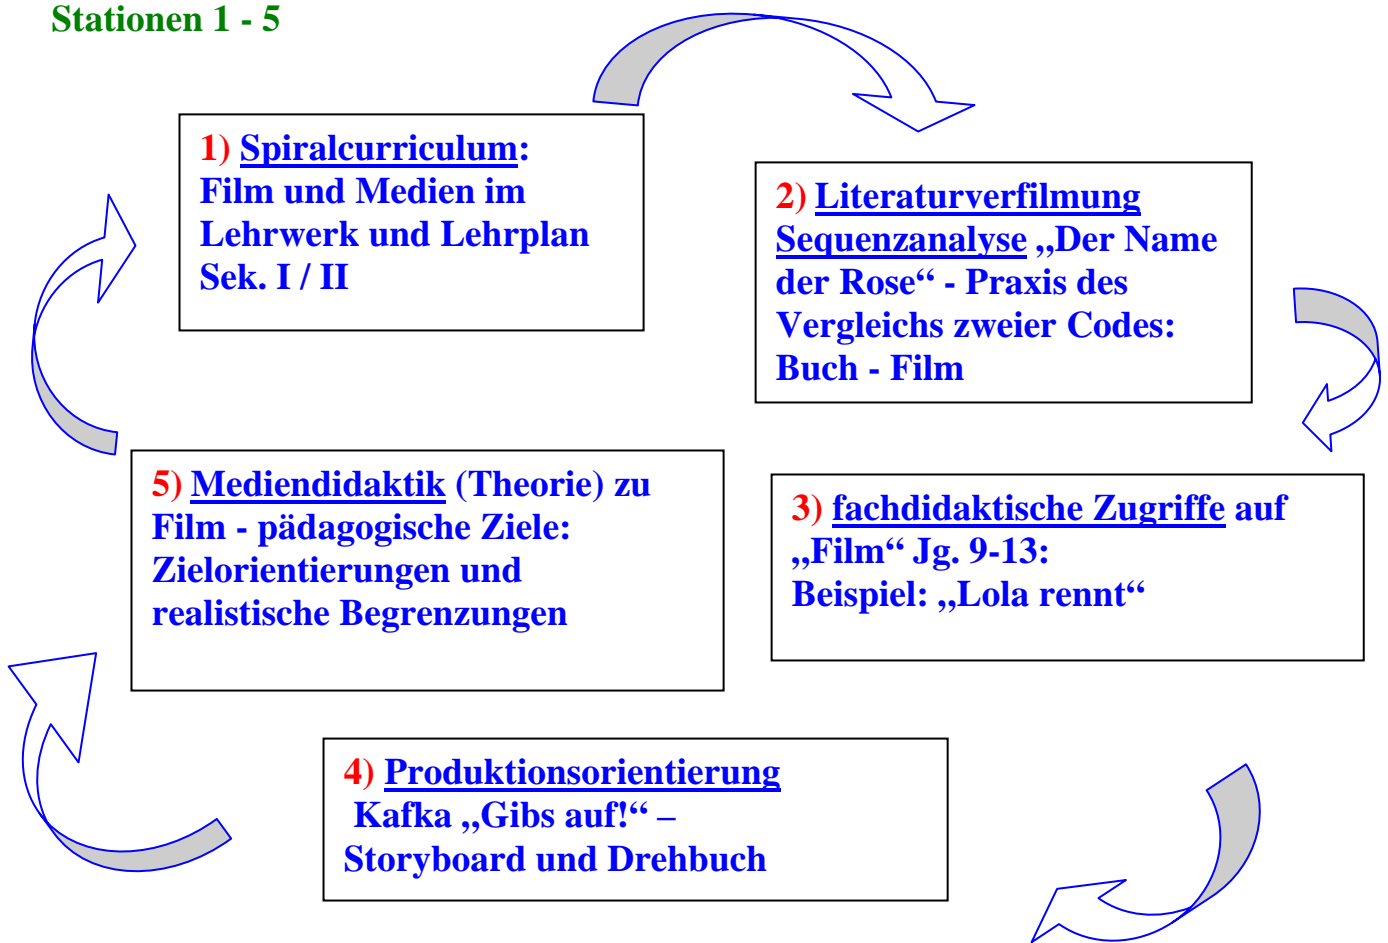 Stationen 1 - 5
1) Spiralcurriculum:
Film und Medien im
Lehrwerk und Lehrplan
Sek. I / II
2) Literaturverfilmung
Sequenzanalyse „Der Name
der Rose“ - Praxis des
Vergleichs zweier Codes:
Buch - Film
3) fachdidaktische Zugriffe auf
„Film“ Jg. 9-13:
Beispiel: „Lola rennt“
4) Produktionsorientierung
Kafka „Gibs auf!“ –
Storyboard und Drehbuch
5) Mediendidaktik (Theorie) zu
Film - pädagogische Ziele:
Zielorientierungen und
realistische Begrenzungen